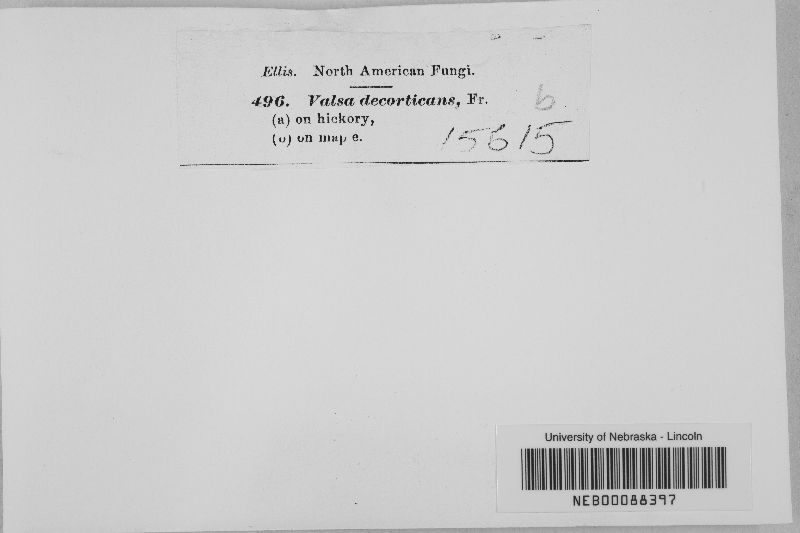 Ellis. North American Fungi.
496. Valsa decorticans, Fr. b
(a) on hickory,
(b) on map e. 15615
University of Nebraska - Lincoln
NEB00088397